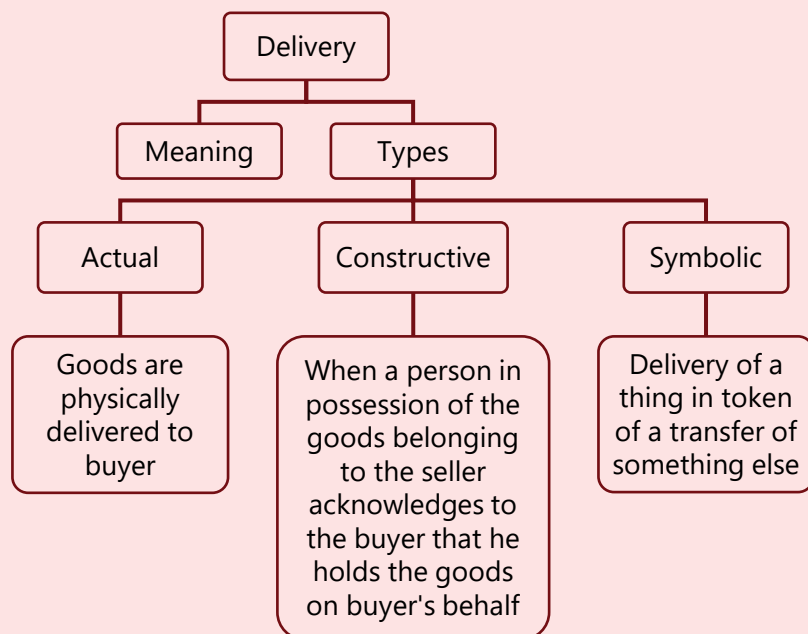 Delivery
Meaning
Types
Actual
Constructive
Symbolic
Goods are
physically
delivered to
buyer
When a person in
possession of the
goods belonging
to the seller
acknowledges to
the buyer that he
holds the goods
on buyer's behalf
Delivery of a
thing in token
of a transfer of
something else